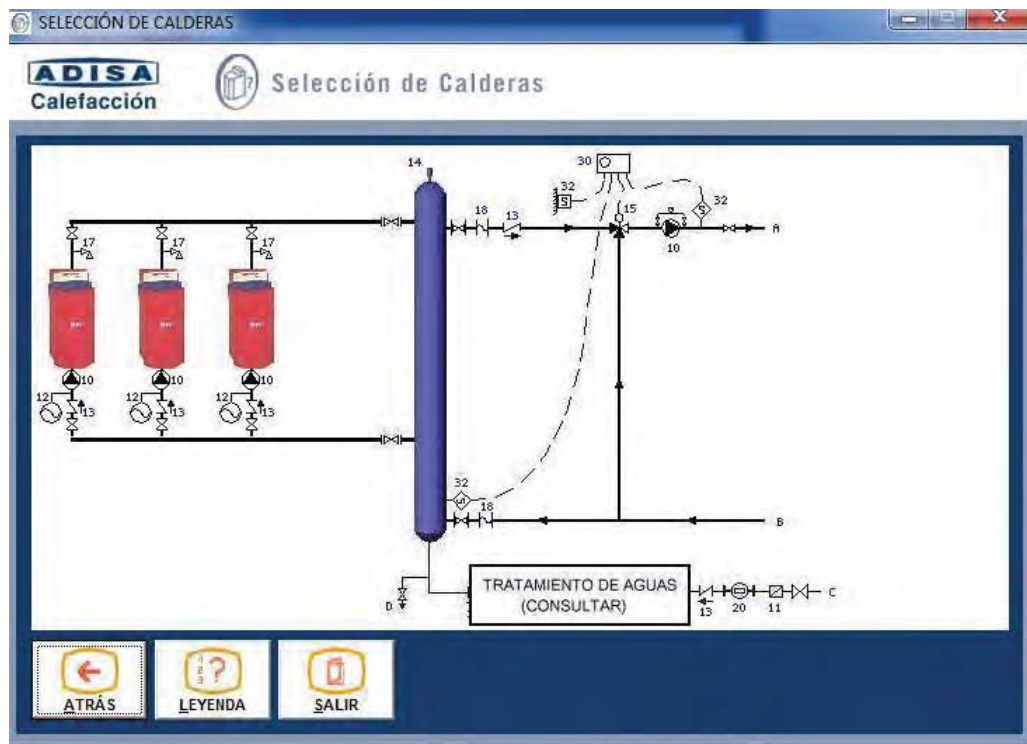 SELECCIÓN DE CALDERAS
ADISA
Calefacción
Selección de Calderas
14
30
32
18
13
15
32
A
10
17
17
17
10
10
10
12
13
12
13
12
13
32
18
B
TRATAMIENTO DE AGUAS
(CONSULTAR)
D
13
20
11
C
ATRÁS
LEYENDA
SALIR